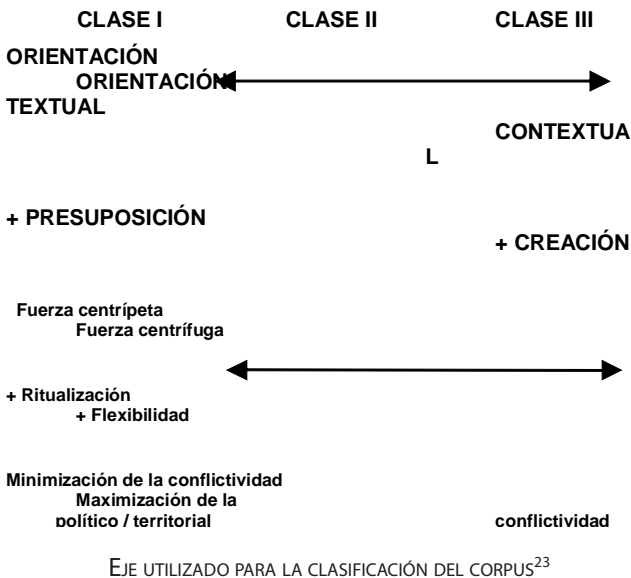 CLASE I CLASE II CLASE III
ORIENTACIÓN
ORIENTACIÓN
TEXTUAL
CONTEXTUA
L
+ PRESUPOSICIÓN
+ CREACIÓN
Fuerza centrípeta
Fuerza centrífuga
+ Ritualización
+ Flexibilidad
Minimización de la conflictividad
Maximización de la
político / territorial conflictividad
EJE UTILIZADO PARA LA CLASIFICACIÓN DEL CORPUS23